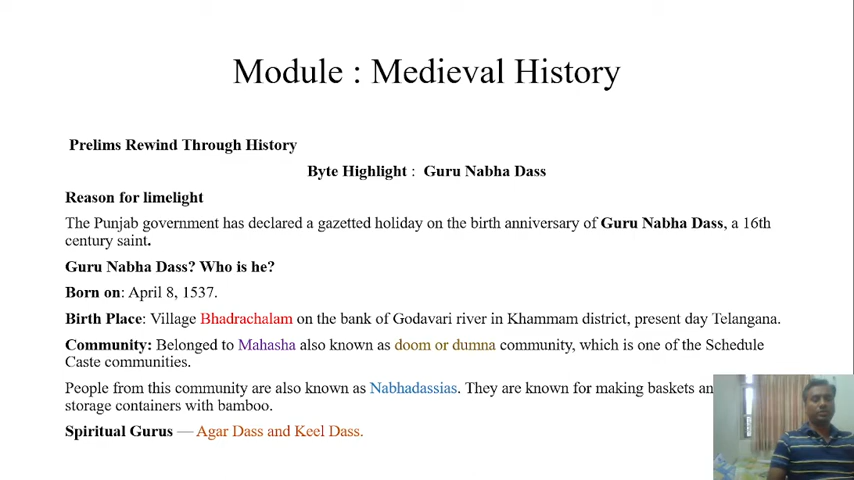 Module : Medieval History
Prelims Rewind Through History
Byte Highlight : Guru Nabha Dass
Reason for limelight
The Punjab government has declared a gazetted holiday on the birth anniversary of Guru Nabha Dass, a 16th
century saint.
Guru Nabha Dass? Who is he?
Born on: April 8, 1537.
Birth Place: Village Bhadrachalam on the bank of Godavari river in Khammam district, present day Telangana.
Community: Belonged to Mahasha also known as doom or dumna community, which is one of the Schedule
Caste communities.
People from this community are also known as Nabhadassias. They are known for making baskets
storage containers with bamboo.
Spiritual Gurus — Agar Dass and Keel Dass.